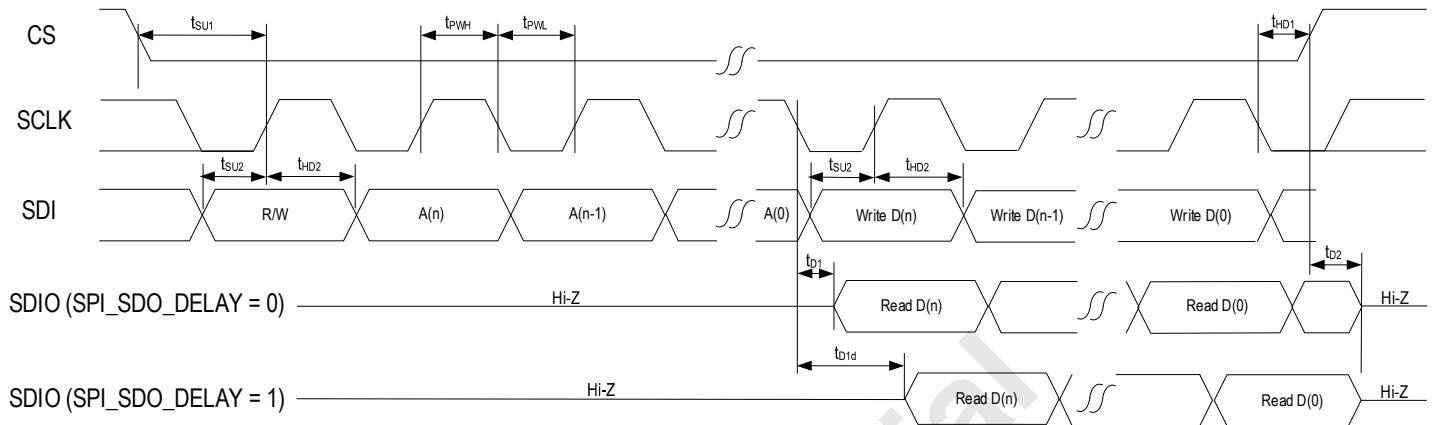 CS
tSU1
tPWH
tPWL
tHD1
SCLK
tSU2
tHD2
tSU2
tHD2
SDI
R/W
A(n)
A(n-1)
A(0)
Write D(n)
Write D(n-1)
Write D(0)
tD1
tD2
SDIO (SPI_SDO_DELAY = 0)
Hi-Z
Read D(n)
Read D(0)
Hi-Z
tD1d
SDIO (SPI_SDO_DELAY = 1)
Hi-Z
Read D(n)
Read D(0)
Hi-Z